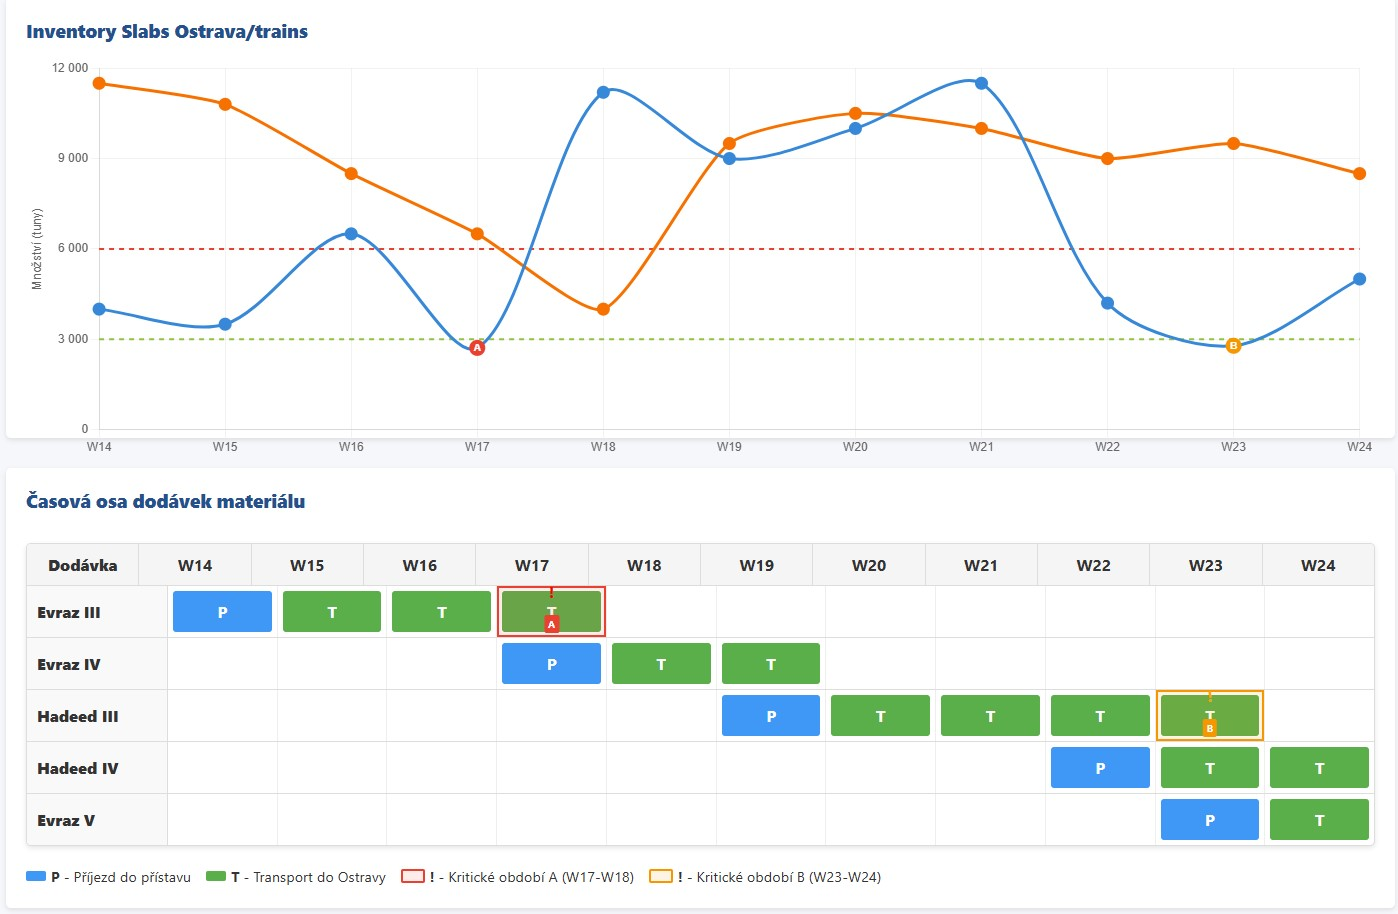 Inventory Slabs Ostrava/trains
12 000
9 000
6 000
3 000
0
Množství (tuny)
A
B
W14 W15 W16 W17 W18 W19 W20 W21 W22 W23 W24
Časová osa dodávek materiálu
Dodávka W14 W15 W16 W17 W18 W19 W20 W21 W22 W23 W24
Evraz III P T T T ! A
Evraz IV P T T
Hadeed III P T T T T ! B
Hadeed IV P T T
Evraz V P T
P - Příjezd do přístavu T - Transport do Ostravy ! - Kritické období A (W17-W18) ! - Kritické období B (W23-W24)